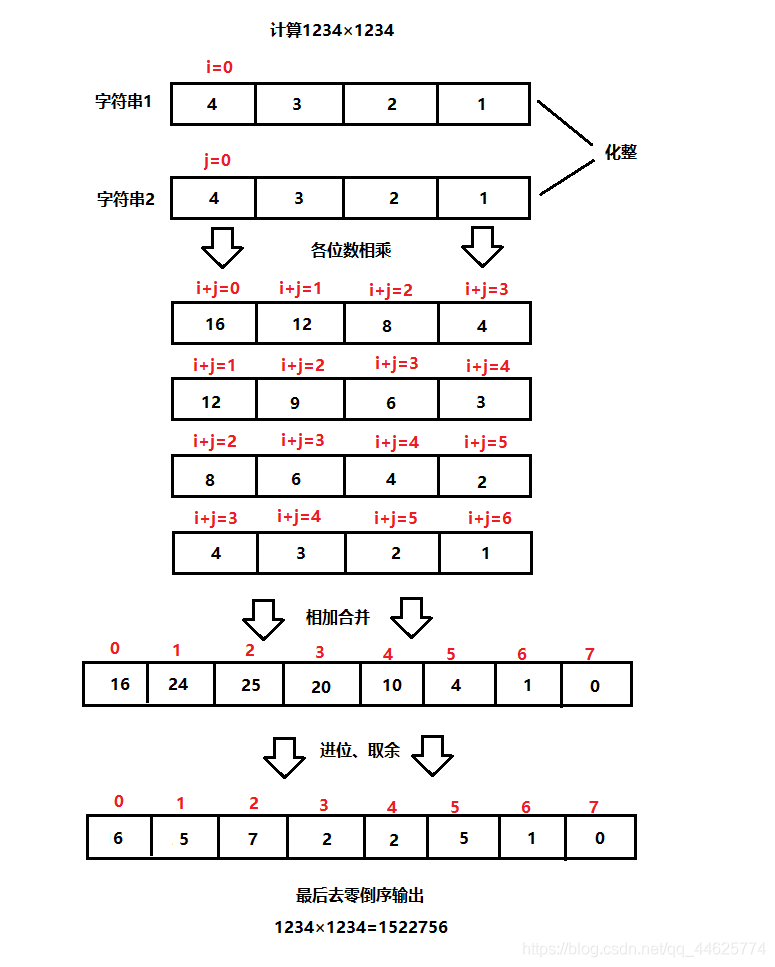 计算1234×1234
i=0
字符串1 4 3 2 1
化整
j=0
字符串2 4 3 2 1
各位数相乘
i+j=0 i+j=1 i+j=2 i+j=3
16 12 8 4
i+j=1 i+j=2 i+j=3 i+j=4
12 9 6 3
i+j=2 i+j=3 i+j=4 i+j=5
8 6 4 2
i+j=3 i+j=4 i+j=5 i+j=6
4 3 2 1
相加合并
0 1 2 3 4 5 6 7
16 24 25 20 10 4 1 0
进位、取余
0 1 2 3 4 5 6 7
6 5 7 2 2 5 1 0
最后去零倒序输出
1234×1234=1522756
https://blog.csdn.net/qq_44625774